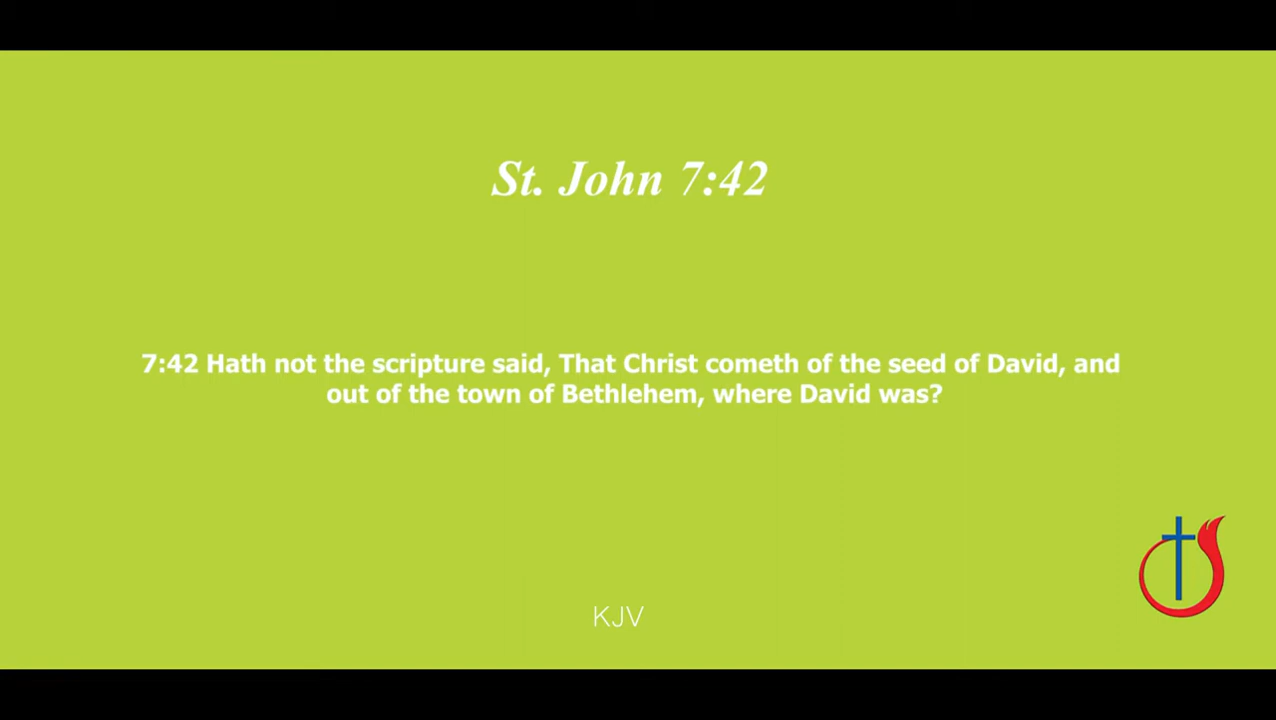 St. John 7:42
7:42 Hath not the scripture said, That Christ cometh of the seed of David, and
out of the town of Bethlehem, where David was?
KJV